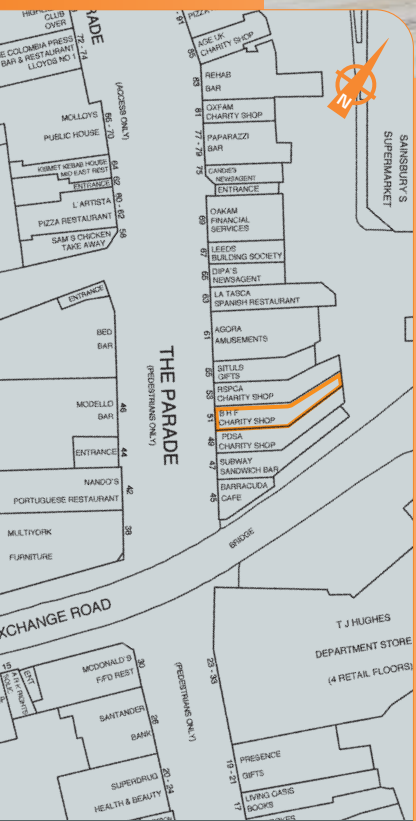 CLUB
OVER
72-74
E COLOMBIA PRESS
BAR & RESTAURANT
LLOYDS NO 1
RADE
(ACCESS ONLY)
MOLLOYS
PUBLIC HOUSE
66 - 70
KISMET KEBAB HOUSE
MID EAST REST
64
62
ENTRANCE
L'ARTISTA
PIZZA RESTAURANT
60 - 62
SAM'S CHICKEN
TAKE AWAY
58
ENTRANCE
BED
BAR
MODELLO
BAR
46
ENTRANCE
44
NANDO'S
PORTUGUESE RESTAURANT
42
MULTIYORK
FURNITURE
38
THE PARADE
(PEDESTRIANS ONLY)
- 91
PIZZA
AGE UK
CHARITY SHOP
85
REHAB
BAR
83
OXFAM
CHARITY SHOP
81
PAPARAZZI
BAR
77 - 79
CANDIES
NEWSAGENT
75
ENTRANCE
OAKAM
FINANCIAL
SERVICES
69
LEEDS
BUILDING SOCIETY
67
DIPA'S
NEWSAGENT
65
LA TASCA
SPANISH RESTAURANT
63
AGORA
AMUSEMENTS
61
SITULS
GIFTS
55
RSPCA
CHARITY SHOP
53
B H F
CHARITY SHOP
51
PDSA
CHARITY SHOP
49
SUBWAY
SANDWICH BAR
47
BARRACUDA
CAFE
45
N
SAINSBURY'S
SUPERMARKET
BRIDGE
XCHANGE ROAD
T J HUGHES
DEPARTMENT STORE
(4 RETAIL FLOORS)
23 - 33
(PEDESTRIANS ONLY)
15
ENT
MCDONALD'S
F/FD REST
30
SANTANDER
BANK
26
SUPERDRUG
HEALTH & BEAUTY
20 - 24
PRESENCE
GIFTS
19 - 21
LIVING OASIS
BOOKS
17